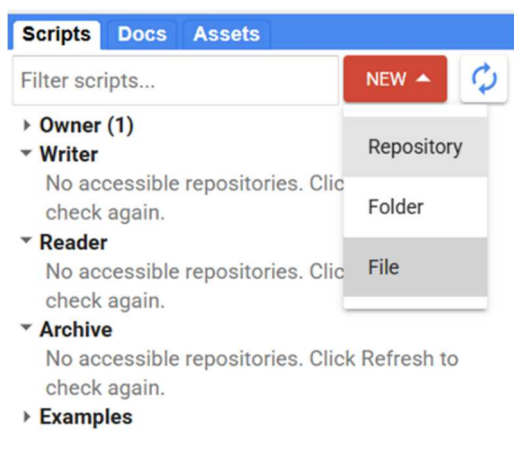 Scripts Docs Assets
Filter scripts... NEW
Owner (1)
Writer Repository
No accessible repositories. Clic
check again. Folder
Reader
No accessible repositories. Clic File
check again.
Archive
No accessible repositories. Click Refresh to
check again.
Examples